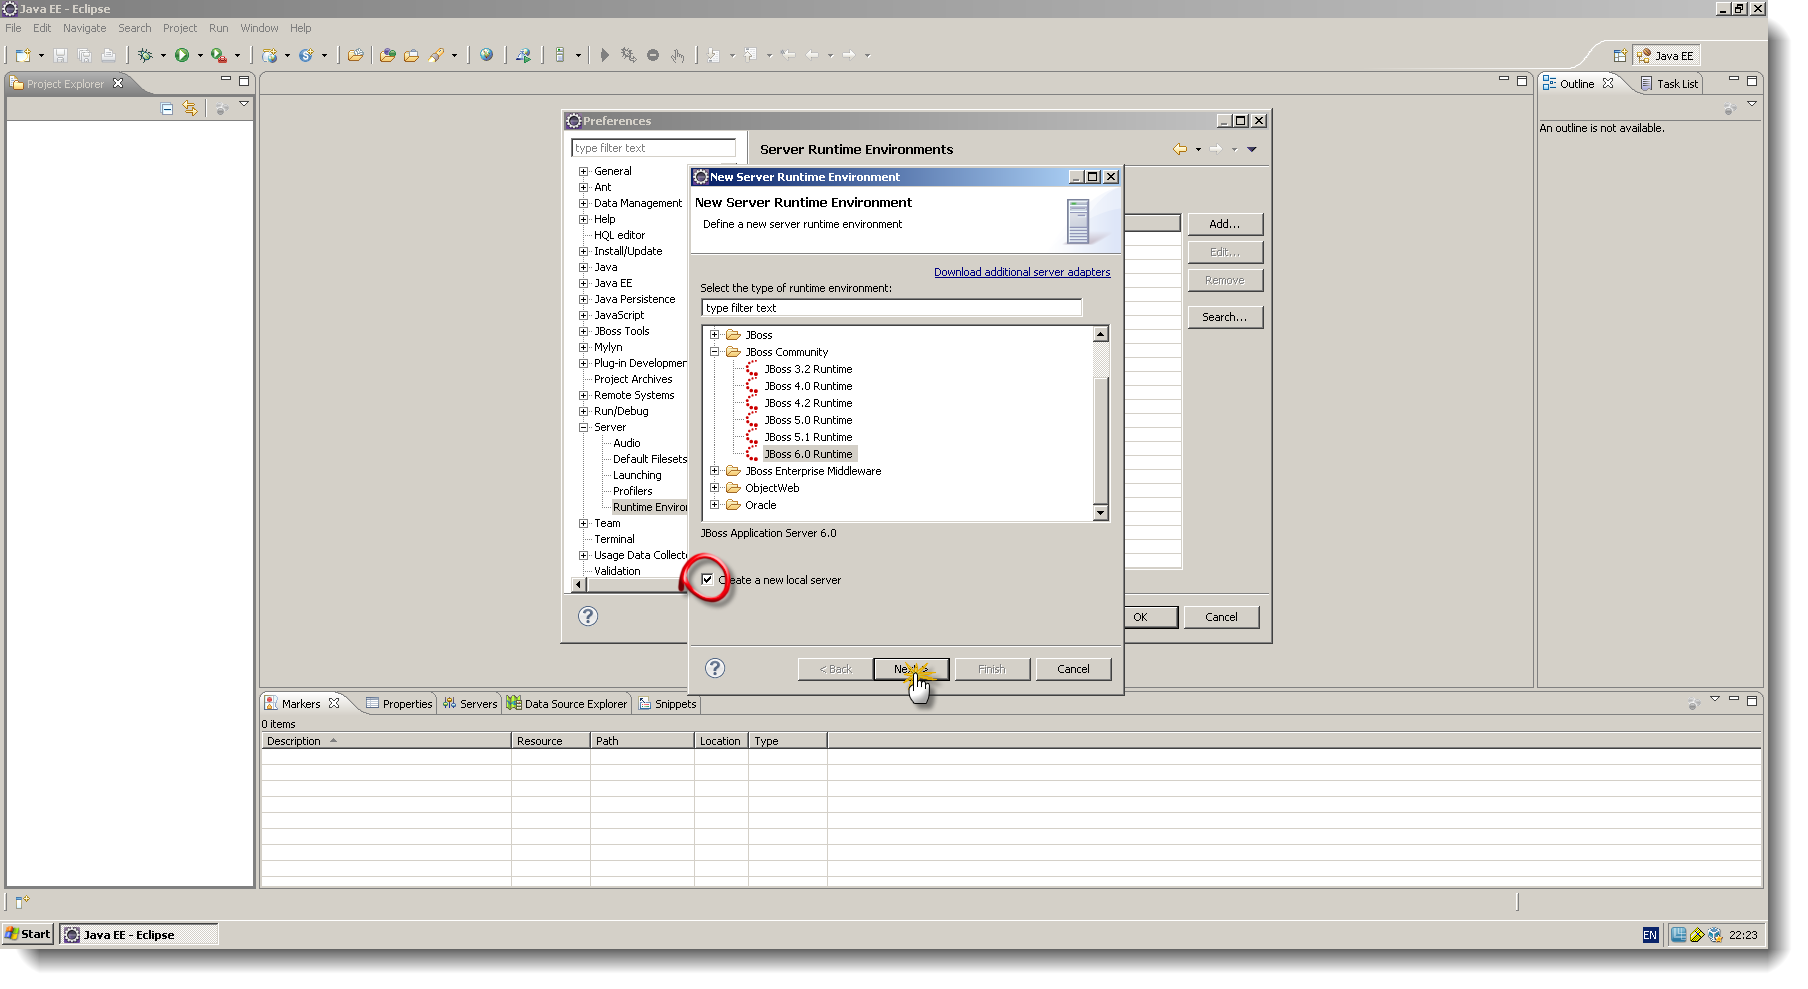 Java EE - Eclipse
File Edit Navigate Search Project Run Window Help
Java EE
Project Explorer
Outline
Task List
An outline is not available.
Preferences
type filter text
Server Runtime Environments
General
Ant
Data Management
Help
HQL editor
Install/Update
Java
Java EE
Java Persistence
JavaScript
JBoss Tools
Mylyn
Plug-in Developmer
Project Archives
Remote Systems
Run/Debug
Server
Audio
Default Filesets
Launching
Profilers
Runtime Enviro
Team
Terminal
Usage Data Collect
Validation
Add...
Edit...
Remove
Search...
OK
Cancel
New Server Runtime Environment
New Server Runtime Environment
Define a new server runtime environment
Download additional server adapters
Select the type of runtime environment:
type filter text
JBoss
JBoss Community
JBoss 3.2 Runtime
JBoss 4.0 Runtime
JBoss 4.2 Runtime
JBoss 5.0 Runtime
JBoss 5.1 Runtime
JBoss 6.0 Runtime
JBoss Enterprise Middleware
ObjectWeb
Oracle
JBoss Application Server 6.0
Create a new local server
< Back
Next >
Finish
Cancel
Markers
Properties
Servers
Data Source Explorer
Snippets
0 items
Description Resource Path Location Type
Start
Java EE - Eclipse
EN
22:23